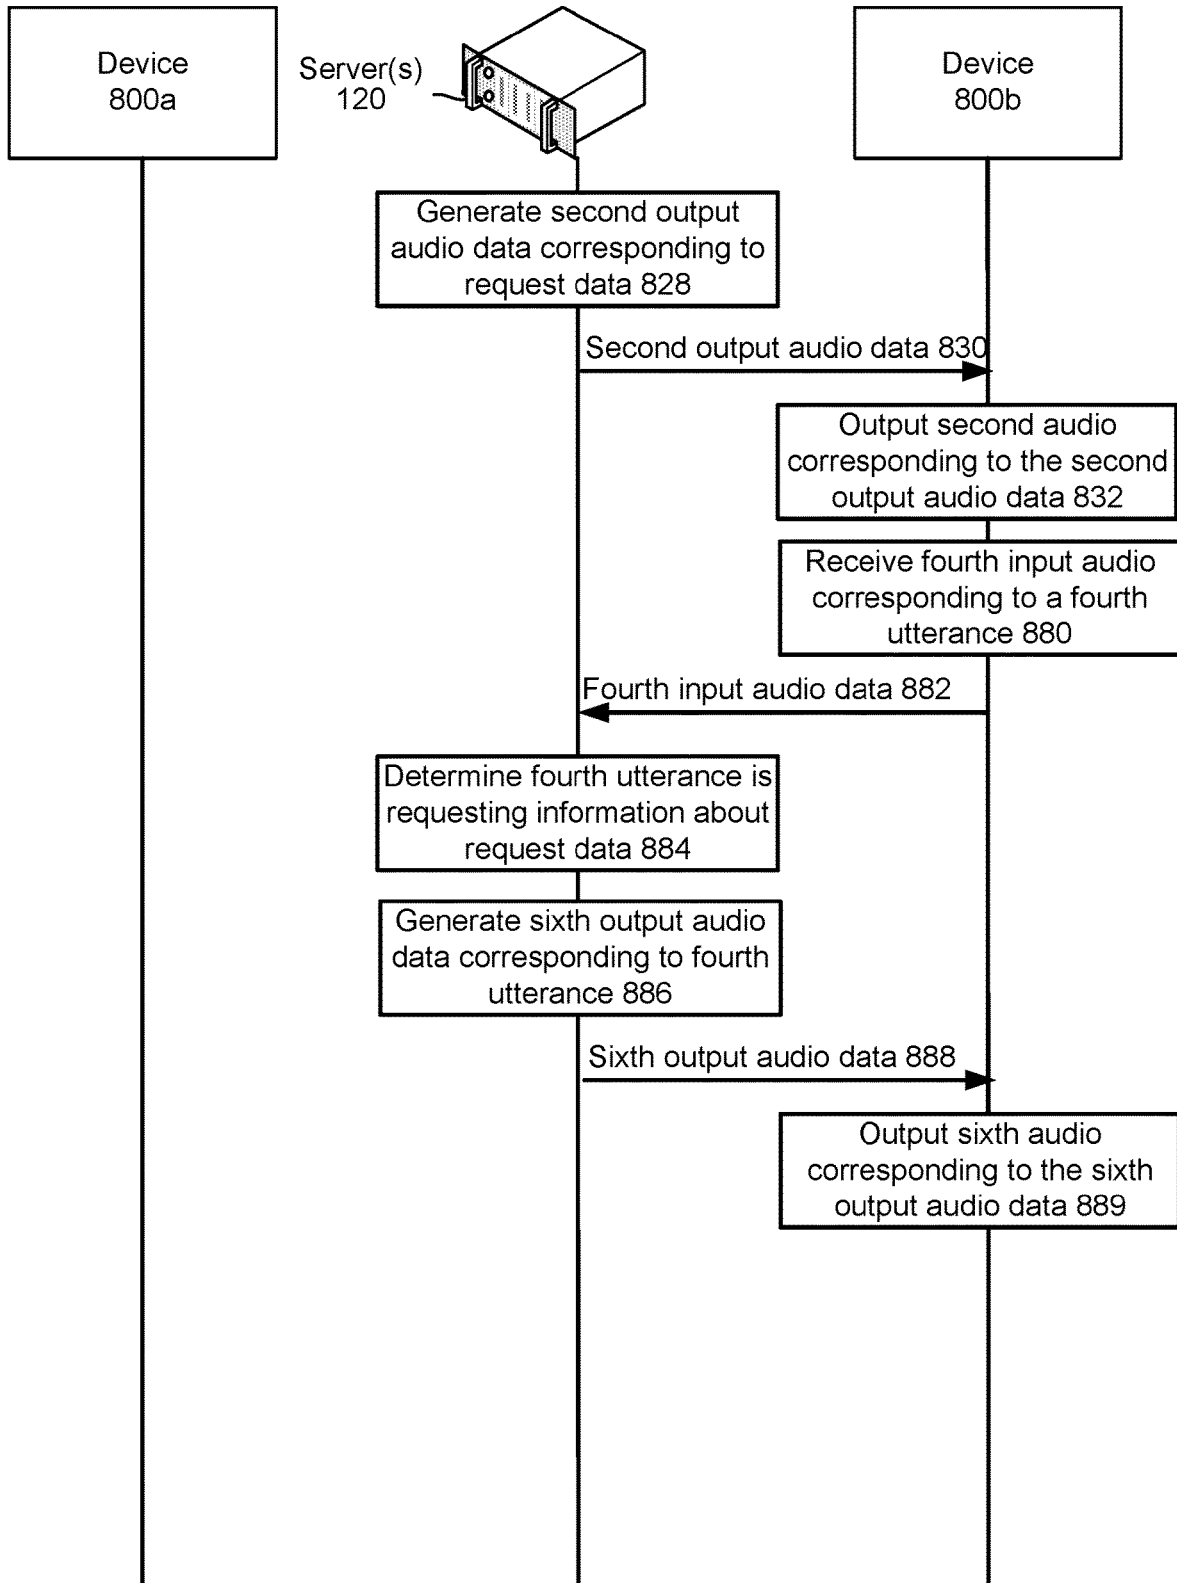 Device
800a
Server(s)
120
Device
800b
Generate second output
audio data corresponding to
request data 828
Second output audio data 830
Output second audio
corresponding to the second
output audio data 832
Receive fourth input audio
corresponding to a fourth
utterance 880
Fourth input audio data 882
Determine fourth utterance is
requesting information about
request data 884
Generate sixth output audio
data corresponding to fourth
utterance 886
Sixth output audio data 888
Output sixth audio
corresponding to the sixth
output audio data 889